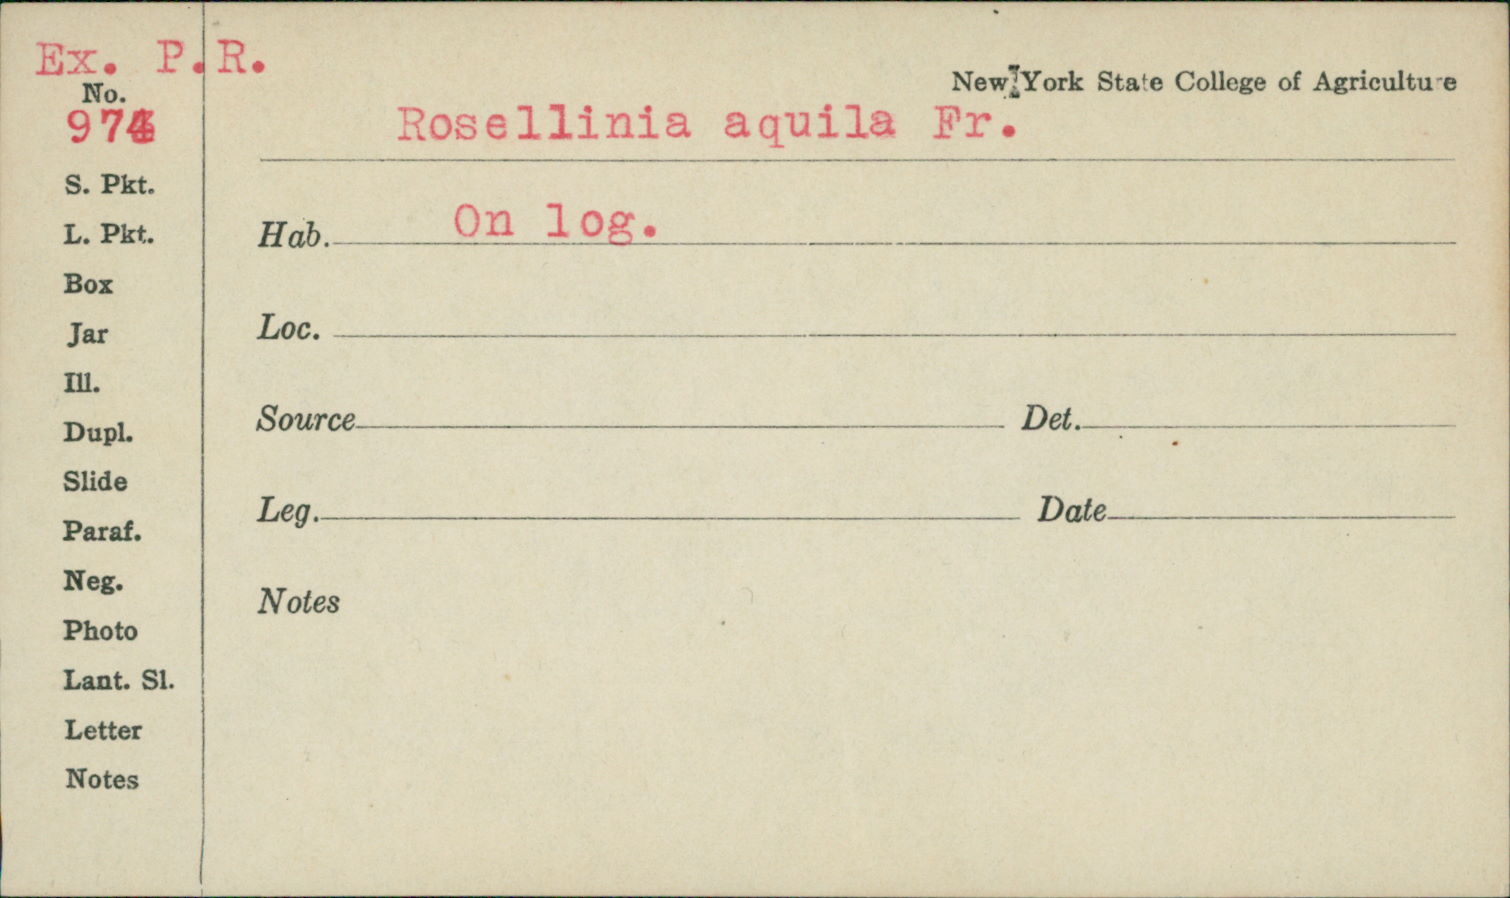 Ex. P.R.
No.
New York State College of Agriculture
Rosellinia aquila Fr.
S. Pkt.
L. Pkt.
Box
Jar
Ill.
Dupl.
Slide
Paraf.
Neg.
Photo
Lant. Sl.
Letter
Notes
Hab. On log.
Loc.
Source Det.
Leg. Date
Notes